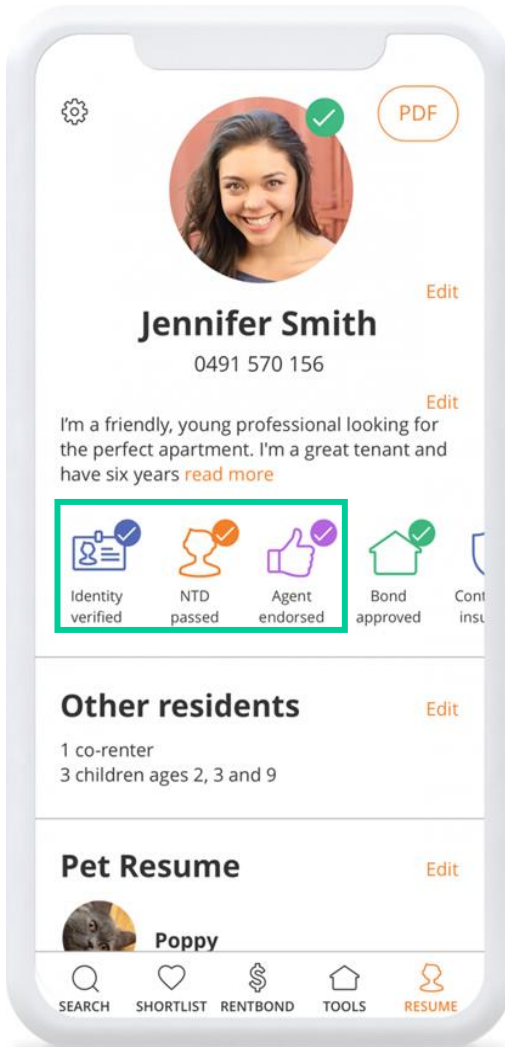 PDF
Edit
Jennifer Smith
0491 570 156
Edit
I'm a friendly, young professional looking for
the perfect apartment. I'm a great tenant and
have six years read more
Identity
verified
NTD
passed
Agent
endorsed
Bond
approved
Cont
insu
Other residents
Edit
1 co-renter
3 children ages 2, 3 and 9
Pet Resume
Edit
Poppy
SEARCH
SHORTLIST
RENTBOND
TOOLS
RESUME